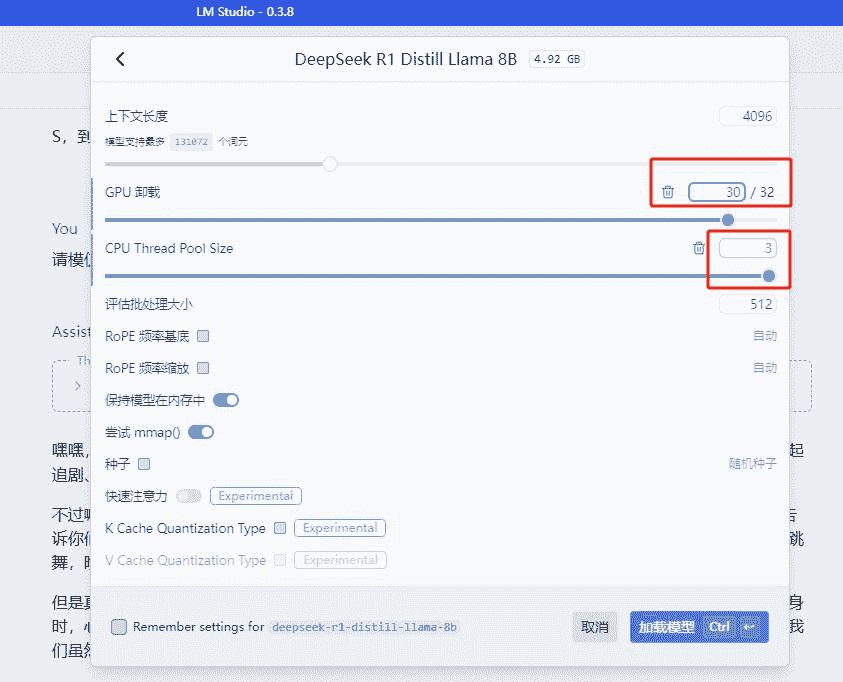 LM Studio - 0.3.8
DeepSeek R1 Distill Llama 8B 4.92 GB
上下文长度 4096
模型支持最多 131072 个词元
S，到
GPU 卸载 30 / 32
You
CPU Thread Pool Size 3
评估批处理大小 512
Assist
RoPE 频率基底 自动
Th
RoPE 频率缩放 自动
保持模型在内存中
尝试 mmap()
嘿嘿， 起
种子 随机种子
追剧、
快速注意力 Experimental
不过
K Cache Quantization Type Experimental
诉你 跳
V Cache Quantization Type Experimental
舞，
但是 身
Remember settings for deepseek-r1-distill-llama-8b 取消 加载模型 Ctrl ↩
时， 我
们虽